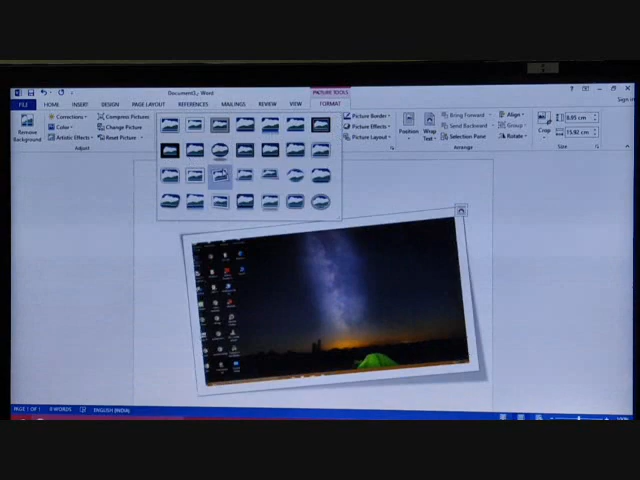 Document3 - Word
PICTURE TOOLS
Sign in
FILE HOME INSERT DESIGN PAGE LAYOUT REFERENCES MAILINGS REVIEW VIEW FORMAT
Remove Background
Corrections
Color
Artistic Effects
Compress Pictures
Change Picture
Reset Picture
Adjust
Picture Border
Picture Effects
Picture Layout
Position
Wrap Text
Bring Forward
Send Backward
Selection Pane
Align
Group
Rotate
Arrange
Crop
8.95 cm
15.92 cm
Size
PAGE 1 OF 1 0 WORDS ENGLISH (INDIA)